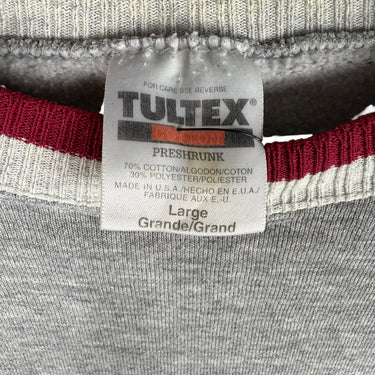 FOR CARE SEE REVERSE
TULTEX®
PRESHRUNK
70% COTTON/ALGODON/COTON
30% POLYESTER/POLIESTER
MADE IN U.S.A./HECHO EN E.U.A./
FABRIQUE AUX E.-U.
Large
Grande/Grand